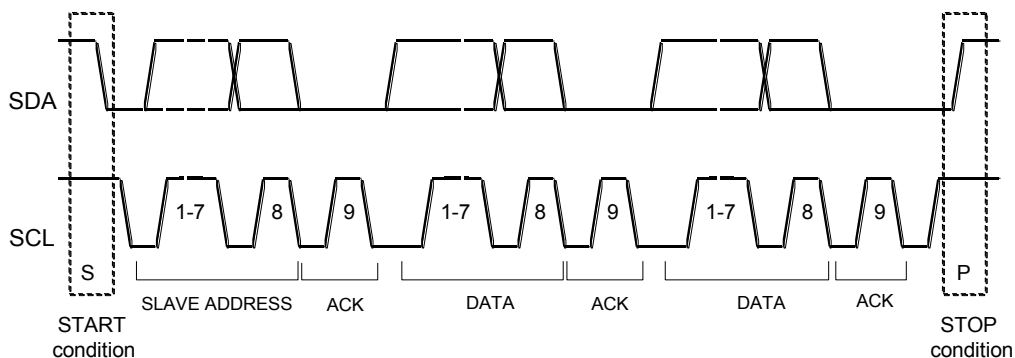 SDA
SCL
1-7 8 9 1-7 8 9 1-7 8 9
S P
SLAVE ADDRESS ACK DATA ACK DATA ACK
START
condition
STOP
condition